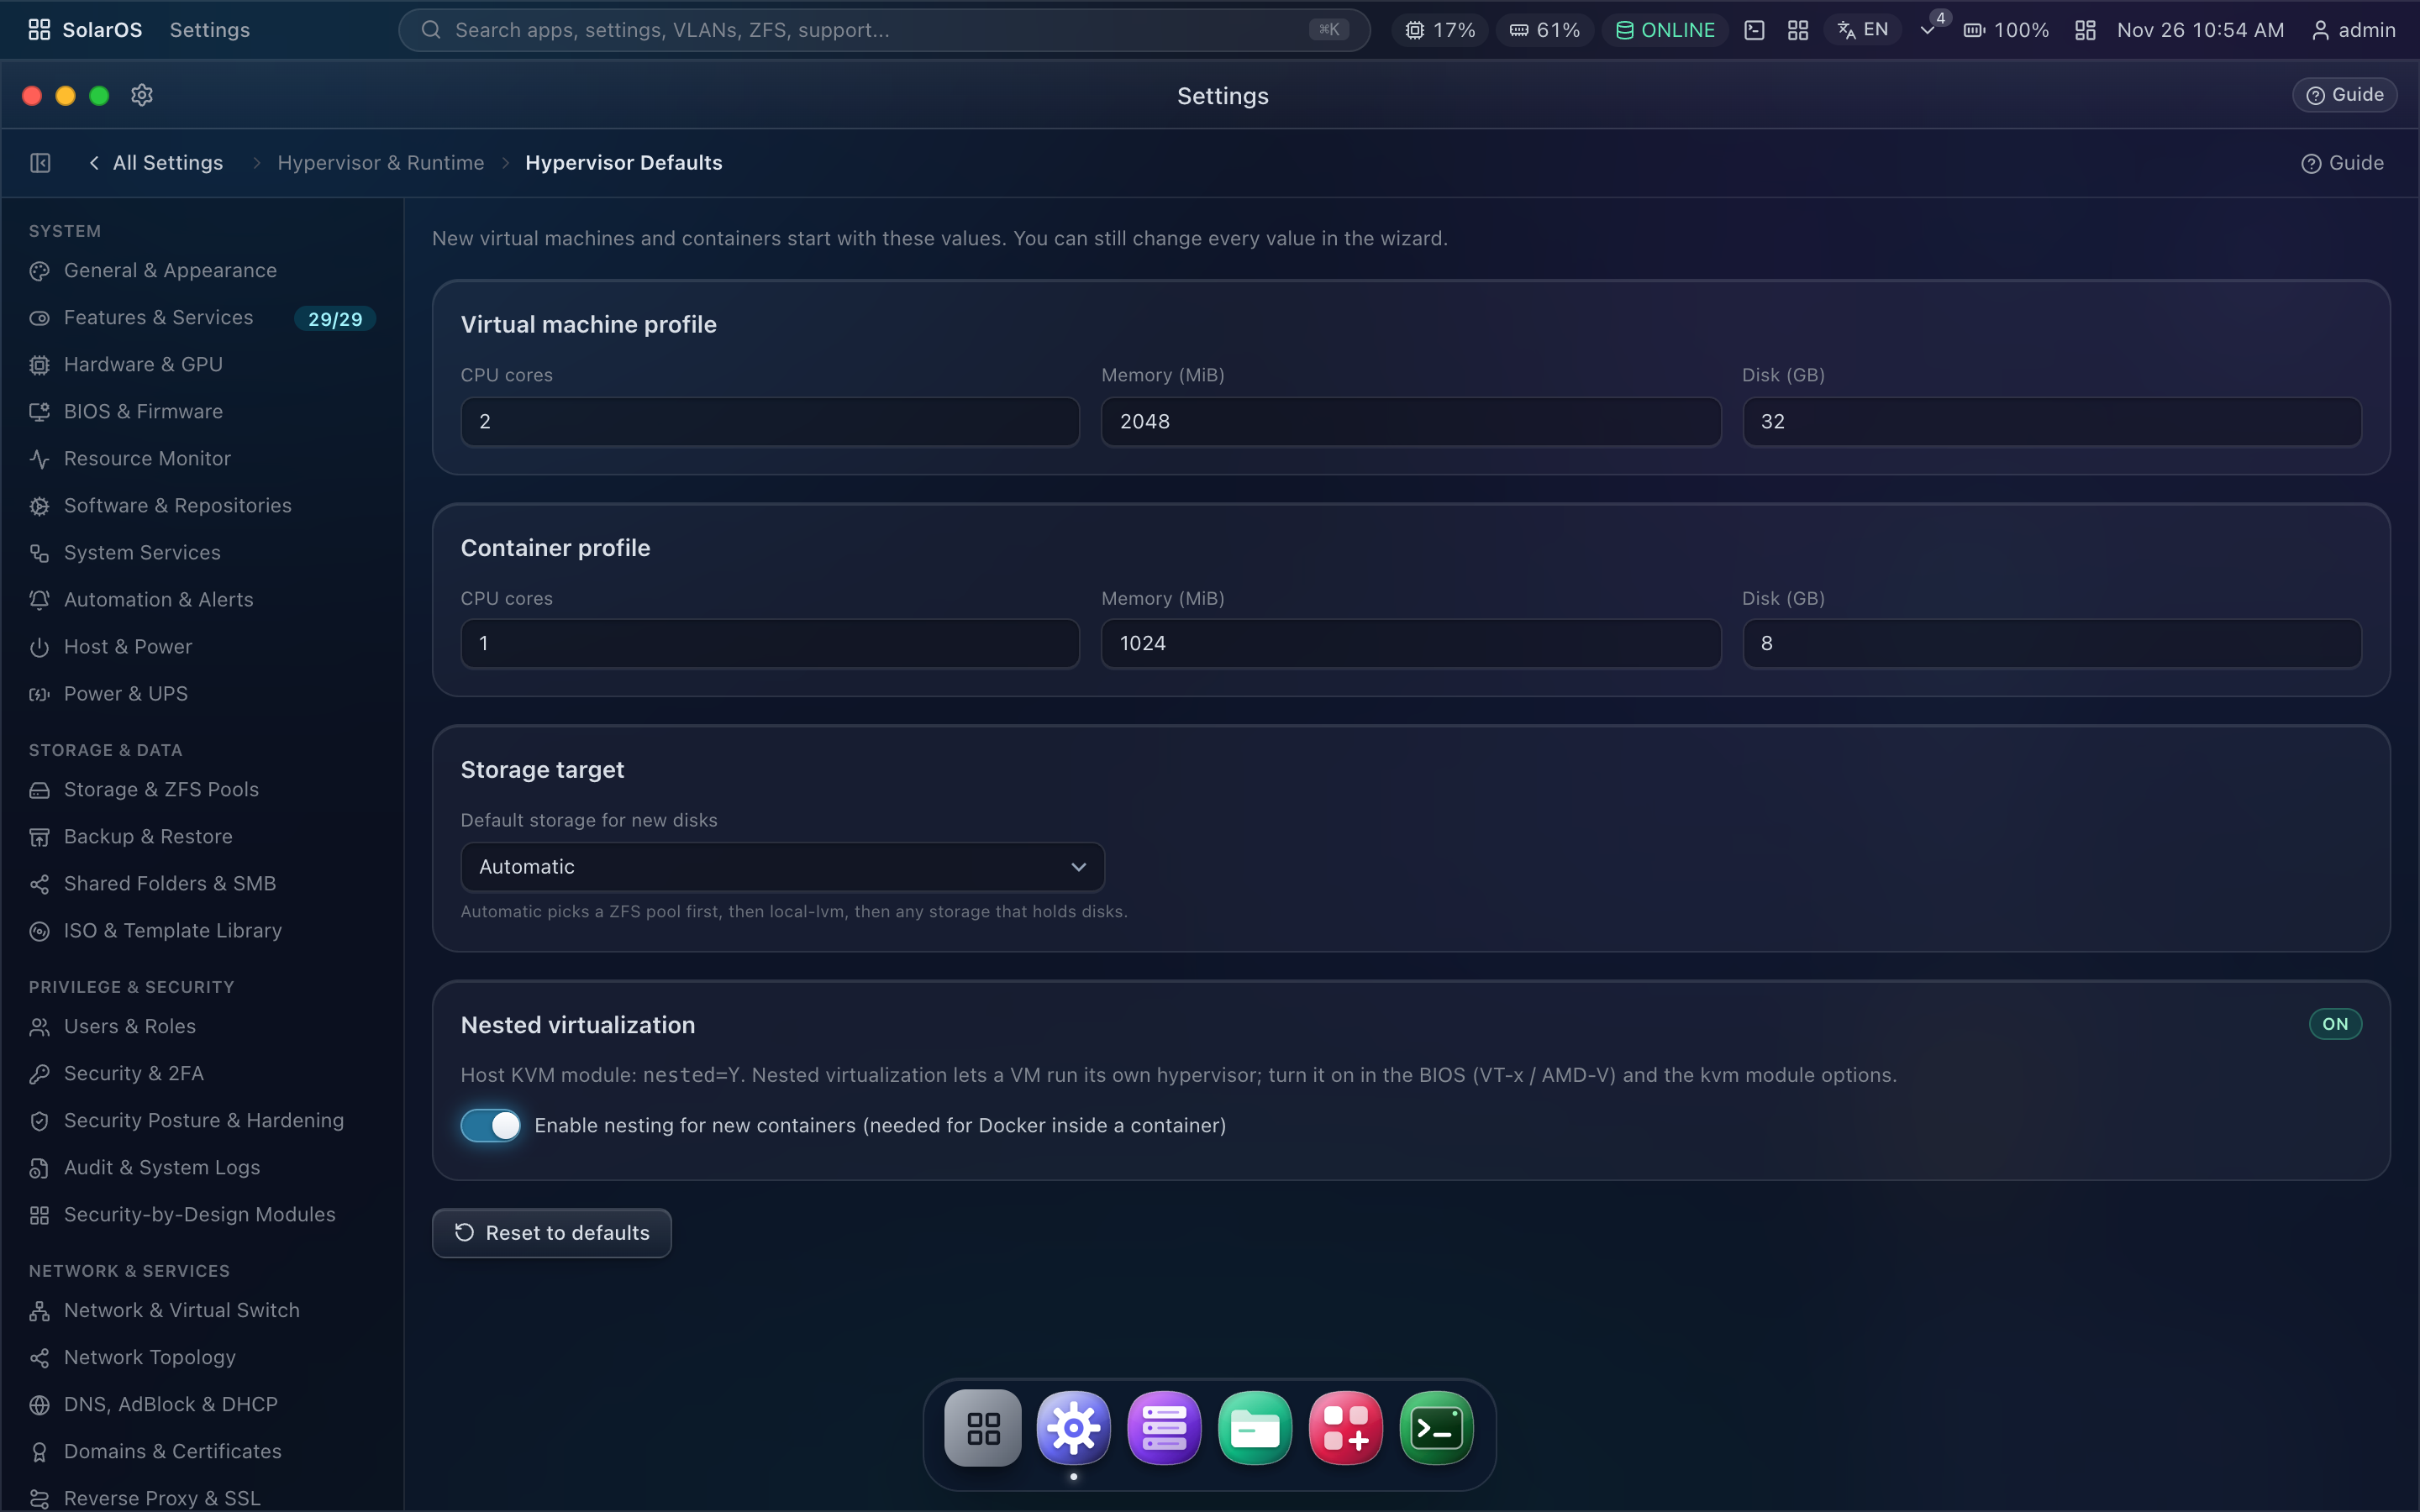 SolarOS Settings
Search apps, settings, VLANs, ZFS, support... ⌘K
17% 61% ONLINE EN 4 100% Nov 26 10:54 AM admin
Settings
Guide
All Settings Hypervisor & Runtime Hypervisor Defaults
Guide
SYSTEM
General & Appearance
Features & Services 29/29
Hardware & GPU
BIOS & Firmware
Resource Monitor
Software & Repositories
System Services
Automation & Alerts
Host & Power
Power & UPS
STORAGE & DATA
Storage & ZFS Pools
Backup & Restore
Shared Folders & SMB
ISO & Template Library
PRIVILEGE & SECURITY
Users & Roles
Security & 2FA
Security Posture & Hardening
Audit & System Logs
Security-by-Design Modules
NETWORK & SERVICES
Network & Virtual Switch
Network Topology
DNS, AdBlock & DHCP
Domains & Certificates
Reverse Proxy & SSL
New virtual machines and containers start with these values. You can still change every value in the wizard.
Virtual machine profile
CPU cores Memory (MiB) Disk (GB)
2 2048 32
Container profile
CPU cores Memory (MiB) Disk (GB)
1 1024 8
Storage target
Default storage for new disks
Automatic
Automatic picks a ZFS pool first, then local-lvm, then any storage that holds disks.
Nested virtualization ON
Host KVM module: nested=Y. Nested virtualization lets a VM run its own hypervisor; turn it on in the BIOS (VT-x / AMD-V) and the kvm module options.
Enable nesting for new containers (needed for Docker inside a container)
Reset to defaults